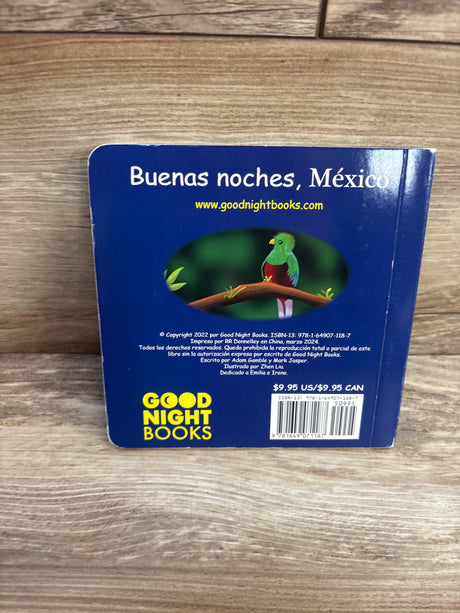 Buenas noches, México
www.goodnightbooks.com
© Copyright 2022 por Good Night Books. ISBN-13: 978-1-64907-118-7
Impreso por RR Donnelley en China, marzo 2024.
Todos los derechos reservados. Queda prohibida la reproducción total o parcial de este
libro sin la autorización expresa por escrito de Good Night Books.
Escrito por Adam Gamble y Mark Jasper.
Ilustrado por Zhen Liu.
Dedicado a Emilia e Irene.
$9.95 US/$9.95 CAN
ISBN-13: 978-1-64907-118-7
50995
9 781649 071187
GOOD
NIGHT
BOOKS